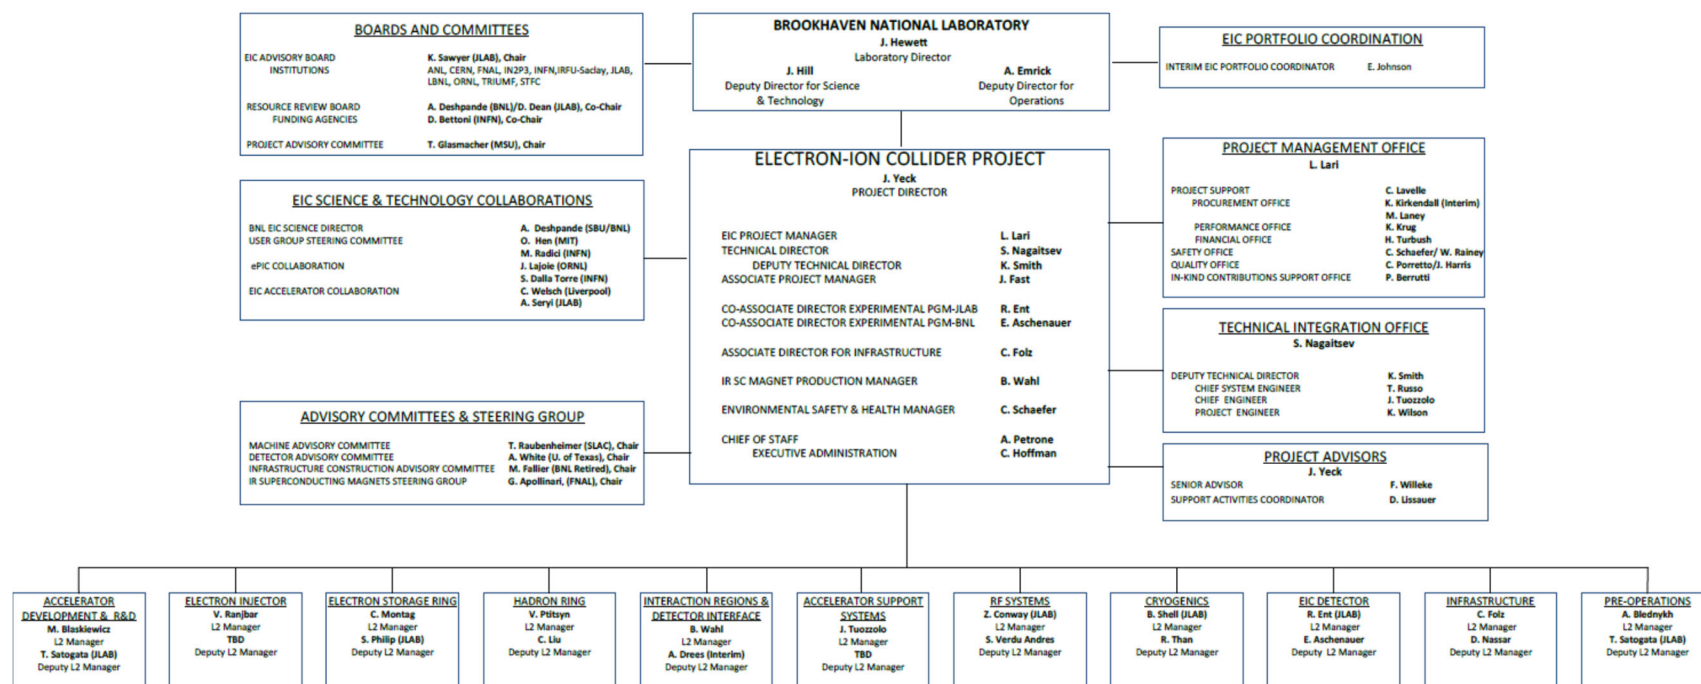 BOARDS AND COMMITTEES
EIC ADVISORY BOARD K. Sawyer (JLAB), Chair
INSTITUTIONS ANL, CERN, FNAL, IN2P3, INFN,IRFU-Saclay, JLAB,
LBNL, ORNL, TRIUMF, STFC
RESOURCE REVIEW BOARD A. Deshpande (BNL)/D. Dean (JLAB), Co-Chair
FUNDING AGENCIES D. Bettoni (INFN), Co-Chair
PROJECT ADVISORY COMMITTEE T. Glasmacher (MSU), Chair
BROOKHAVEN NATIONAL LABORATORY
J. Hewett
Laboratory Director
J. Hill A. Emrick
Deputy Director for Science Deputy Director for
& Technology Operations
EIC PORTFOLIO COORDINATION
INTERIM EIC PORTFOLIO COORDINATOR E. Johnson
EIC SCIENCE & TECHNOLOGY COLLABORATIONS
BNL EIC SCIENCE DIRECTOR A. Deshpande (SBU/BNL)
USER GROUP STEERING COMMITTEE O. Hen (MIT)
M. Radici (INFN)
ePIC COLLABORATION J. Lajoie (ORNL)
S. Dalla Torre (INFN)
EIC ACCELERATOR COLLABORATION C. Welsch (Liverpool)
A. Seryi (JLAB)
ELECTRON-ION COLLIDER PROJECT
J. Yeck
PROJECT DIRECTOR
EIC PROJECT MANAGER L. Lari
TECHNICAL DIRECTOR S. Nagaitsev
DEPUTY TECHNICAL DIRECTOR K. Smith
ASSOCIATE PROJECT MANAGER J. Fast
CO-ASSOCIATE DIRECTOR EXPERIMENTAL PGM-JLAB R. Ent
CO-ASSOCIATE DIRECTOR EXPERIMENTAL PGM-BNL E. Aschenauer
ASSOCIATE DIRECTOR FOR INFRASTRUCTURE C. Folz
IR SC MAGNET PRODUCTION MANAGER B. Wahl
ENVIRONMENTAL SAFETY & HEALTH MANAGER C. Schaefer
CHIEF OF STAFF A. Petrone
EXECUTIVE ADMINISTRATION C. Hoffman
PROJECT MANAGEMENT OFFICE
L. Lari
PROJECT SUPPORT C. Lavelle
PROCUREMENT OFFICE K. Kirkendall (Interim)
M. Laney
PERFORMANCE OFFICE K. Krug
FINANCIAL OFFICE H. Turbush
SAFETY OFFICE C. Schaefer/ W. Rainey
QUALITY OFFICE C. Porretto/J. Harris
IN-KIND CONTRIBUTIONS SUPPORT OFFICE P. Berrutti
TECHNICAL INTEGRATION OFFICE
S. Nagaitsev
DEPUTY TECHNICAL DIRECTOR K. Smith
CHIEF SYSTEM ENGINEER T. Russo
CHIEF ENGINEER J. Tuozzolo
PROJECT ENGINEER K. Wilson
ADVISORY COMMITTEES & STEERING GROUP
MACHINE ADVISORY COMMITTEE T. Raubenheimer (SLAC), Chair
DETECTOR ADVISORY COMMITTEE A. White (U. of Texas), Chair
INFRASTRUCTURE CONSTRUCTION ADVISORY COMMITTEE M. Fallier (BNL Retired), Chair
IR SUPERCONDUCTING MAGNETS STEERING GROUP G. Apollinari, (FNAL), Chair
PROJECT ADVISORS
J. Yeck
SENIOR ADVISOR F. Willeke
SUPPORT ACTIVITIES COORDINATOR D. Lissauer
ACCELERATOR
DEVELOPMENT & R&D
M. Blaskiewicz
L2 Manager
T. Satogata (JLAB)
Deputy L2 Manager
ELECTRON INJECTOR
V. Ranjbar
L2 Manager
TBD
Deputy L2 Manager
ELECTRON STORAGE RING
C. Montag
L2 Manager
S. Philip (JLAB)
Deputy L2 Manager
HADRON RING
V. Ptitsyn
L2 Manager
C. Liu
Deputy L2 Manager
INTERACTION REGIONS &
DETECTOR INTERFACE
B. Wahl
L2 Manager
A. Drees (Interim)
Deputy L2 Manager
ACCELERATOR SUPPORT
SYSTEMS
J. Tuozzolo
L2 Manager
TBD
Deputy L2 Manager
RF SYSTEMS
Z. Conway (JLAB)
L2 Manager
S. Verdu Andres
Deputy L2 Manager
CRYOGENICS
B. Shell (JLAB)
L2 Manager
R. Than
Deputy L2 Manager
EIC DETECTOR
R. Ent (JLAB)
L2 Manager
E. Aschenauer
Deputy L2 Manager
INFRASTRUCTURE
C. Folz
L2 Manager
D. Nassar
Deputy L2 Manager
PRE-OPERATIONS
A. Blednykh
L2 Manager
T. Satogata (JLAB)
Deputy L2 Manager